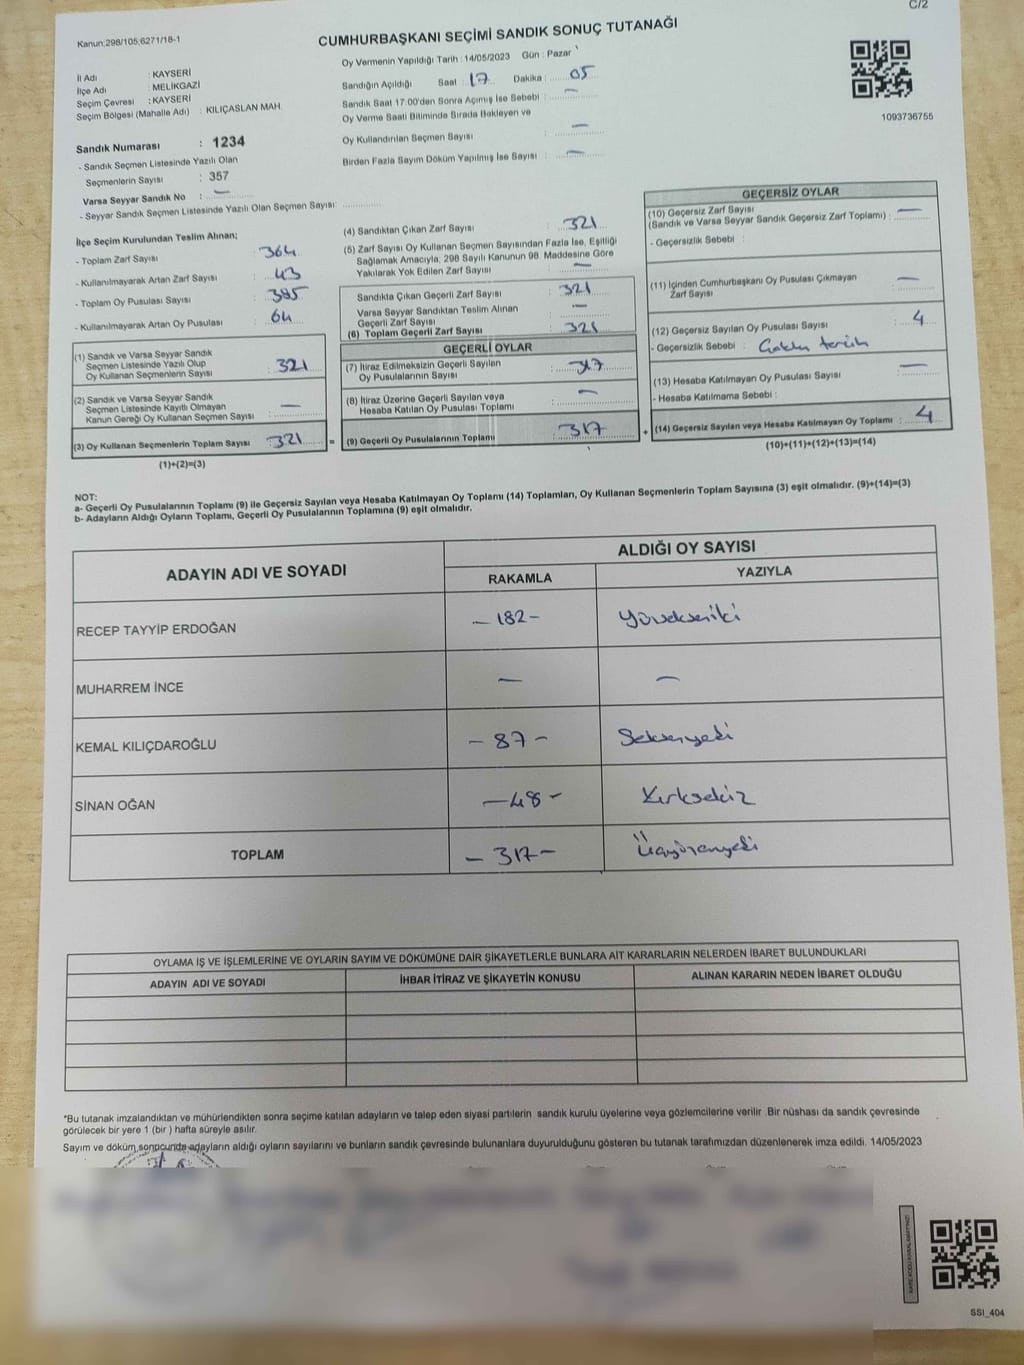 C/2
Kanun;298/105;6271/18-1
CUMHURBAŞKANI SEÇİMİ SANDIK SONUÇ TUTANAĞI
İl Adı : KAYSERİ
İlçe Adı : MELİKGAZİ
Seçim Çevresi : KAYSERİ
Seçim Bölgesi (Mahalle Adı) : KILIÇASLAN MAH
Oy Vermenin Yapıldığı Tarih : 14/05/2023 Gün : Pazar
Sandığın Açıldığı Saat : 17 Dakika : 05
Sandık Saat 17:00'den Sonra Açımış İse Sebebi : —
Oy Verme Saati Bitiminde Sırada Bekleyen ve
Oy Kullandırılan Seçmen Sayısı : —
Birden Fazla Sayım Döküm Yapılmış İse Sayısı : —
1093736755
Sandık Numarası : 1234
- Sandık Seçmen Listesinde Yazılı Olan
Seçmenlerin Sayısı : 357
Varsa Seyyar Sandık No : —
- Seyyar Sandık Seçmen Listesinde Yazılı Olan Seçmen Sayısı:
İlçe Seçim Kurulundan Teslim Alınan;
- Toplam Zarf Sayısı : 364
- Kullanılmayarak Artan Zarf Sayısı : 43
- Toplam Oy Pusulası Sayısı : 385
- Kullanılmayarak Artan Oy Pusulası : 64
(1) Sandık ve Varsa Seyyar Sandık
Seçmen Listesinde Yazılı Olup
Oy Kullanan Seçmenlerin Sayısı : 321
(2) Sandık ve Varsa Seyyar Sandık
Seçmen Listesinde Kayıtlı Olmayan
Kanun Gereği Oy Kullanan Seçmen Sayısı : —
(3) Oy Kullanan Seçmenlerin Toplam Sayısı : 321 =
(1)+(2)=(3)
(4) Sandıktan Çıkan Zarf Sayısı : 321
(5) Zarf Sayısı Oy Kullanan Seçmen Sayısından Fazla İse, Eşitliği
Sağlamak Amacıyla; 298 Sayılı Kanunun 98. Maddesine Göre
Yakılarak Yok Edilen Zarf Sayısı : —
Sandıkta Çıkan Geçerli Zarf Sayısı : 321
Varsa Seyyar Sandıktan Teslim Alınan
Geçerli Zarf Sayısı : —
(6) Toplam Geçerli Zarf Sayısı : 321
GEÇERLİ OYLAR
(7) İtiraz Edilmeksizin Geçerli Sayılan
Oy Pusulalarının Sayısı : 317
(8) İtiraz Üzerine Geçerli Sayılan veya
Hesaba Katılan Oy Pusulası Toplamı : —
(9) Geçerli Oy Pusulalarının Toplamı : 317 +
GEÇERSİZ OYLAR
(10) Geçersiz Zarf Sayısı
(Sandık ve Varsa Seyyar Sandık Geçersiz Zarf Toplamı) : —
- Geçersizlik Sebebi :
(11) İçinden Cumhurbaşkanı Oy Pusulası Çıkmayan
Zarf Sayısı : —
(12) Geçersiz Sayılan Oy Pusulası Sayısı : 4
- Geçersizlik Sebebi : Çoklu tercih
(13) Hesaba Katılmayan Oy Pusulası Sayısı : —
- Hesaba Katılmama Sebebi :
(14) Geçersiz Sayılan veya Hesaba Katılmayan Oy Toplamı : 4
(10)+(11)+(12)+(13)=(14)
NOT:
a- Geçerli Oy Pusulalarının Toplamı (9) ile Geçersiz Sayılan veya Hesaba Katılmayan Oy Toplamı (14) Toplamları, Oy Kullanan Seçmenlerin Toplam Sayısına (3) eşit olmalıdır. (9)+(14)=(3)
b- Adayların Aldığı Oyların Toplamı, Geçerli Oy Pusulalarının Toplamına (9) eşit olmalıdır.
ADAYIN ADI VE SOYADI
ALDIĞI OY SAYISI
RAKAMLA YAZIYLA
RECEP TAYYİP ERDOĞAN -182- Yüzseksiniki
MUHARREM İNCE — —
KEMAL KILIÇDAROĞLU -87- Seksenyedi
SİNAN OĞAN -48- Kırksekiz
TOPLAM -317- Üçyüzonyedi
OYLAMA İŞ VE İŞLEMLERİNE VE OYLARIN SAYIM VE DÖKÜMÜNE DAİR ŞİKAYETLERLE BUNLARA AİT KARARLARIN NELERDEN İBARET BULUNDUKLARI
ADAYIN ADI VE SOYADI İHBAR İTİRAZ VE ŞİKAYETİN KONUSU ALINAN KARARIN NEDEN İBARET OLDUĞU
*Bu tutanak imzalandıktan ve mühürlendikten sonra seçime katılan adayların ve talep eden siyasi partilerin sandık kurulu üyelerine veya gözlemcilerine verilir. Bir nüshası da sandık çevresinde
görülecek bir yere 1 (bir ) hafta süreyle asılır.
Sayım ve döküm sonucunda adayların aldığı oyların sayılarını ve bunların sandık çevresinde bulunanlara duyurulduğunu gösteren bu tutanak tarafımızdan düzenlenerek imza edildi. 14/05/2023
SSI_404